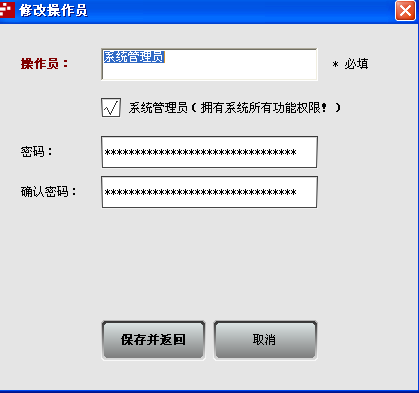 修改操作员
操作员： 系统管理员 * 必填
系统管理员（拥有系统所有功能权限！）
密码： ********************************
确认密码： ********************************
保存并返回 取消